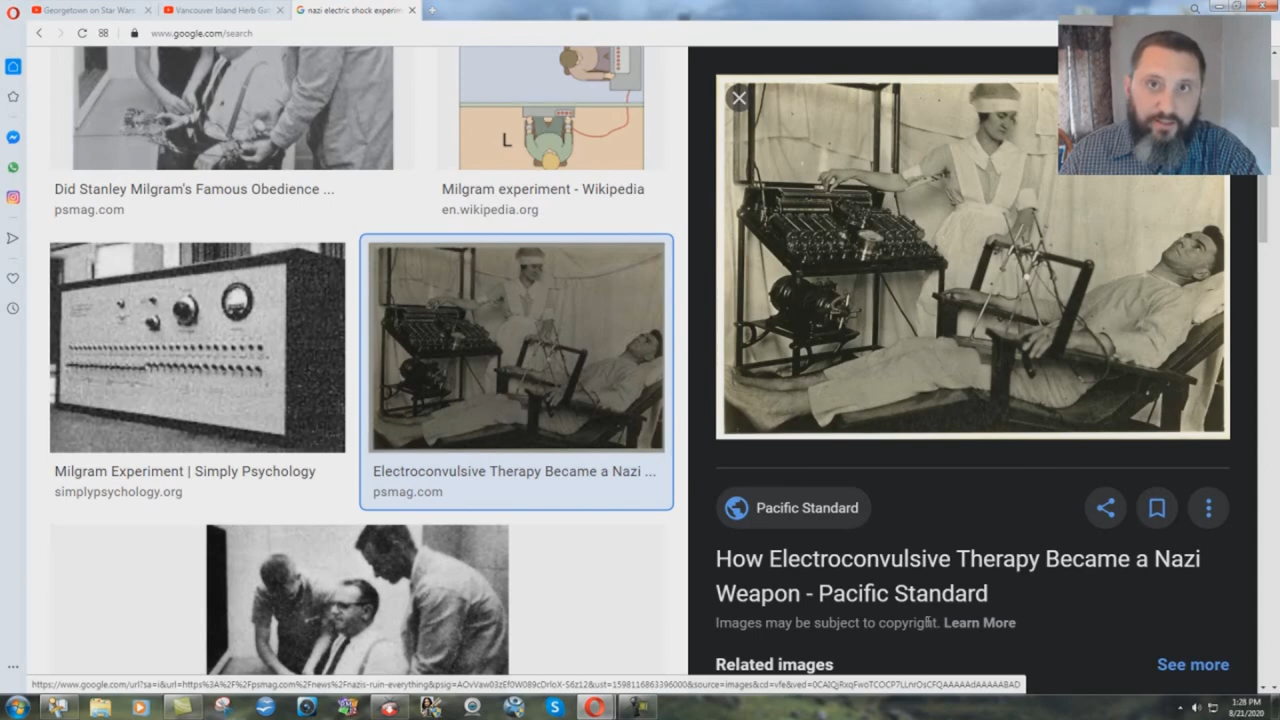 Georgetown on Star Wars
Vancouver Island Herb Gat
nazi electric shock experim
www.google.com/search
L
Did Stanley Milgram's Famous Obedience ...
psmag.com
Milgram experiment - Wikipedia
en.wikipedia.org
Milgram Experiment | Simply Psychology
simplypsychology.org
Electroconvulsive Therapy Became a Nazi ...
psmag.com
Pacific Standard
How Electroconvulsive Therapy Became a Nazi
Weapon - Pacific Standard
Images may be subject to copyright. Learn More
Related images
See more
1:28 PM
8/21/2020